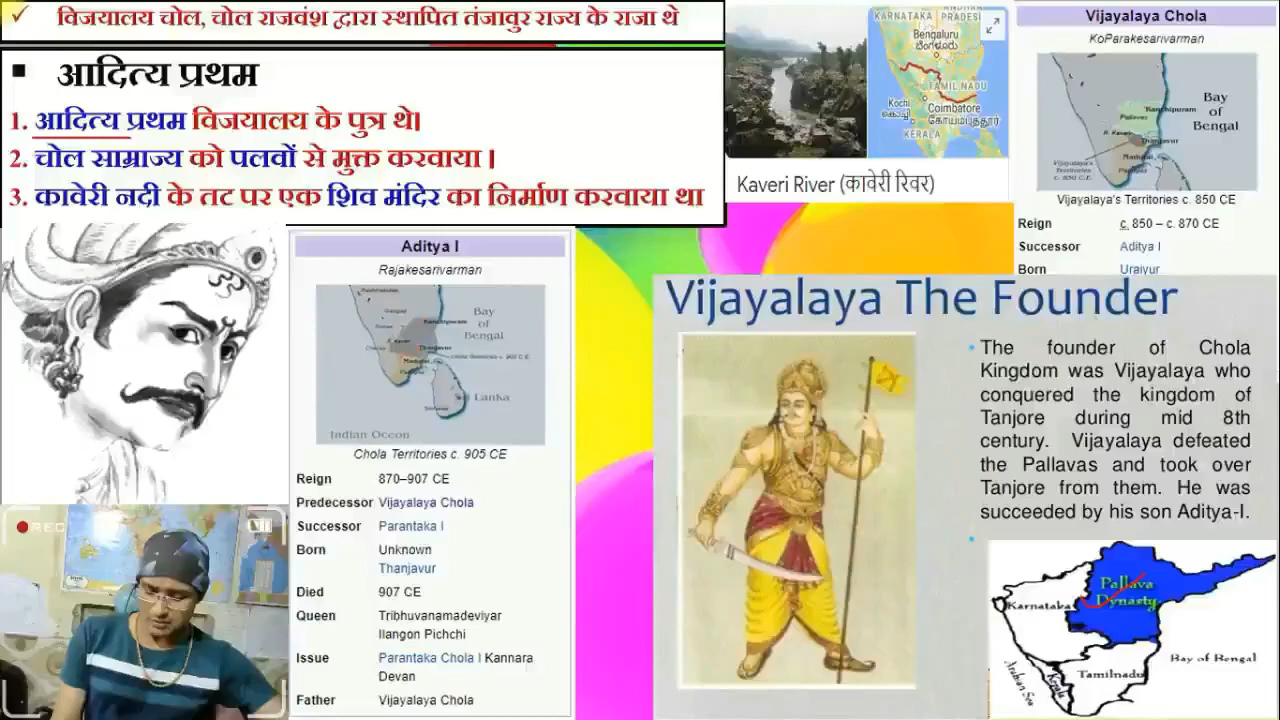 विजयालय चोल, चोल राजवंश द्वारा स्थापित तंजावुर राज्य के राजा थे
आदित्य प्रथम
1. आदित्य प्रथम विजयालय के पुत्र थे।
2. चोल साम्राज्य को पलवों से मुक्त करवाया।
3. कावेरी नदी के तट पर एक शिव मंदिर का निर्माण करवाया था
KARNATAKA
PRADESH
Bengaluru
ಬೆಂಗಳೂರು
TAMIL NADU
Kochi
Coimbatore
KERALA
Kaveri River (कावेरी रिवर)
Vijayalaya Chola
KoParakesarivarman
Bay
of
Bengal
Vijayalaya's Territories c. 850 CE
Reign c. 850 – c. 870 CE
Successor Aditya I
Born Uraiyur
Aditya I
Rajakesarivarman
Bay
of
Bengal
Lanka
Indian Ocean
Chola Territories c. 905 CE
Reign 870–907 CE
Predecessor Vijayalaya Chola
Successor Parantaka I
Born Unknown
Thanjavur
Died 907 CE
Queen Tribhuvanamadeviyar
Ilangon Pichchi
Issue Parantaka Chola I Kannara
Devan
Father Vijayalaya Chola
Vijayalaya The Founder
The founder of Chola
Kingdom was Vijayalaya who
conquered the kingdom of
Tanjore during mid 8th
century. Vijayalaya defeated
the Pallavas and took over
Tanjore from them. He was
succeeded by his son Aditya-I.
Pallava
Dynasty
Karnataka
Bay of Bengal
Tamilnadu
Kerala
Arabian Sea
REC